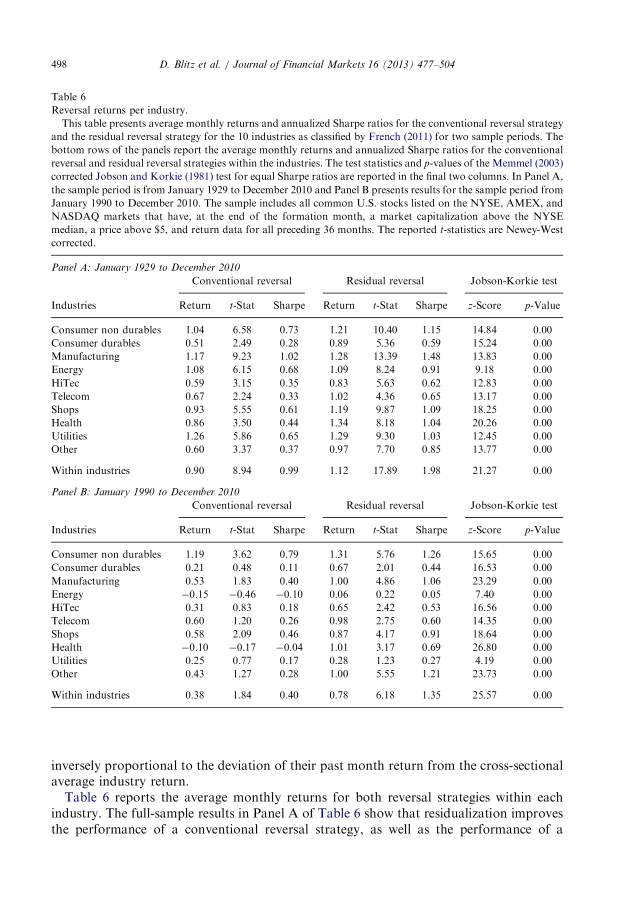 498
D. Blitz et al. / Journal of Financial Markets 16 (2013) 477–504
Table 6
Reversal returns per industry.
This table presents average monthly returns and annualized Sharpe ratios for the conventional reversal strategy
and the residual reversal strategy for the 10 industries as classified by French (2011) for two sample periods. The
bottom rows of the panels report the average monthly returns and annualized Sharpe ratios for the conventional
reversal and residual reversal strategies within the industries. The test statistics and p-values of the Memmel (2003)
corrected Jobson and Korkie (1981) test for equal Sharpe ratios are reported in the final two columns. In Panel A,
the sample period is from January 1929 to December 2010 and Panel B presents results for the sample period from
January 1990 to December 2010. The sample includes all common U.S. stocks listed on the NYSE, AMEX, and
NASDAQ markets that have, at the end of the formation month, a market capitalization above the NYSE
median, a price above $5, and return data for all preceding 36 months. The reported t-statistics are Newey-West
corrected.
Panel A: January 1929 to December 2010
Conventional reversal Residual reversal Jobson-Korkie test
Industries Return t-Stat Sharpe Return t-Stat Sharpe z-Score p-Value
Consumer non durables 1.04 6.58 0.73 1.21 10.40 1.15 14.84 0.00
Consumer durables 0.51 2.49 0.28 0.89 5.36 0.59 15.24 0.00
Manufacturing 1.17 9.23 1.02 1.28 13.39 1.48 13.83 0.00
Energy 1.08 6.15 0.68 1.09 8.24 0.91 9.18 0.00
HiTec 0.59 3.15 0.35 0.83 5.63 0.62 12.83 0.00
Telecom 0.67 2.24 0.33 1.02 4.36 0.65 13.17 0.00
Shops 0.93 5.55 0.61 1.19 9.87 1.09 18.25 0.00
Health 0.86 3.50 0.44 1.34 8.18 1.04 20.26 0.00
Utilities 1.26 5.86 0.65 1.29 9.30 1.03 12.45 0.00
Other 0.60 3.37 0.37 0.97 7.70 0.85 13.77 0.00
Within industries 0.90 8.94 0.99 1.12 17.89 1.98 21.27 0.00
Panel B: January 1990 to December 2010
Conventional reversal Residual reversal Jobson-Korkie test
Industries Return t-Stat Sharpe Return t-Stat Sharpe z-Score p-Value
Consumer non durables 1.19 3.62 0.79 1.31 5.76 1.26 15.65 0.00
Consumer durables 0.21 0.48 0.11 0.67 2.01 0.44 16.53 0.00
Manufacturing 0.53 1.83 0.40 1.00 4.86 1.06 23.29 0.00
Energy −0.15 −0.46 −0.10 0.06 0.22 0.05 7.40 0.00
HiTec 0.31 0.83 0.18 0.65 2.42 0.53 16.56 0.00
Telecom 0.60 1.20 0.26 0.98 2.75 0.60 14.35 0.00
Shops 0.58 2.09 0.46 0.87 4.17 0.91 18.64 0.00
Health −0.10 −0.17 −0.04 1.01 3.17 0.69 26.80 0.00
Utilities 0.25 0.77 0.17 0.28 1.23 0.27 4.19 0.00
Other 0.43 1.27 0.28 1.00 5.55 1.21 23.73 0.00
Within industries 0.38 1.84 0.40 0.78 6.18 1.35 25.57 0.00
inversely proportional to the deviation of their past month return from the cross-sectional
average industry return.
Table 6 reports the average monthly returns for both reversal strategies within each
industry. The full-sample results in Panel A of Table 6 show that residualization improves
the performance of a conventional reversal strategy, as well as the performance of a